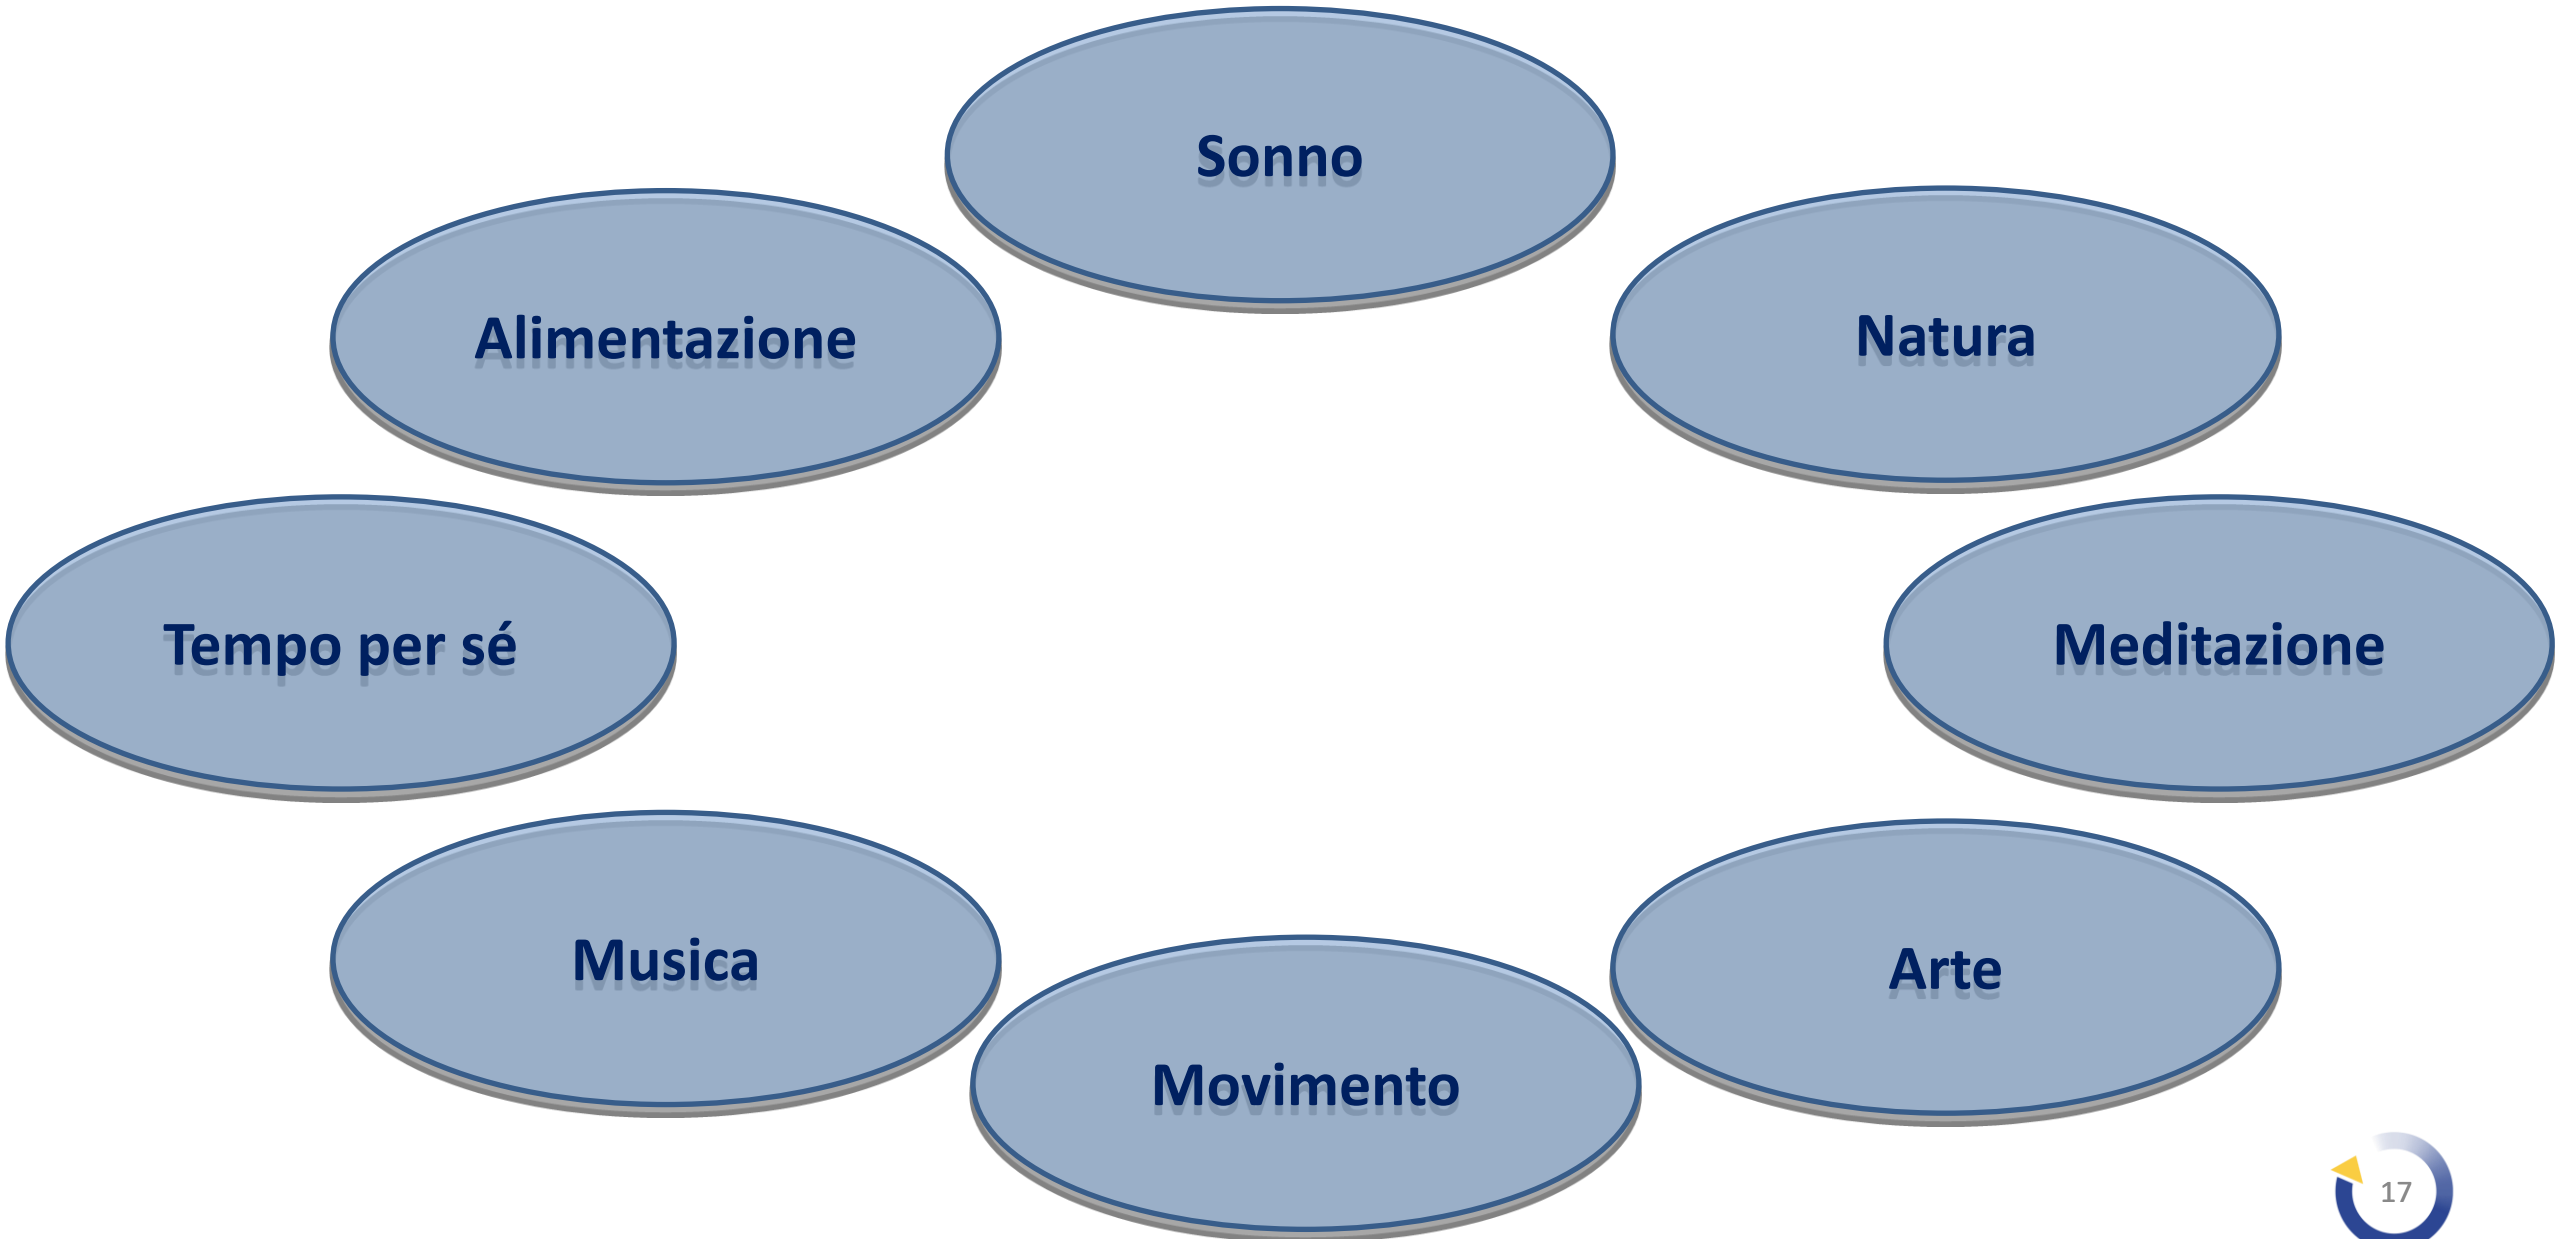 Sonno
Alimentazione
Natura
Tempo per sé
Meditazione
Musica
Arte
Movimento
17